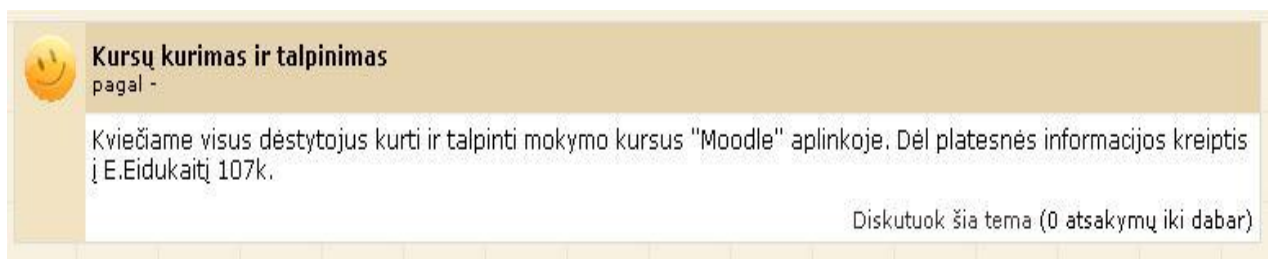 Kursų kurimas ir talpinimas
pagal -
Kviečiame visus dėstytojus kurti ir talpinti mokymo kursus "Moodle" aplinkoje. Dėl platesnės informacijos kreiptis
į E.Eidukaitį 107k.
Diskutuok šia tema (0 atsakymų iki dabar)